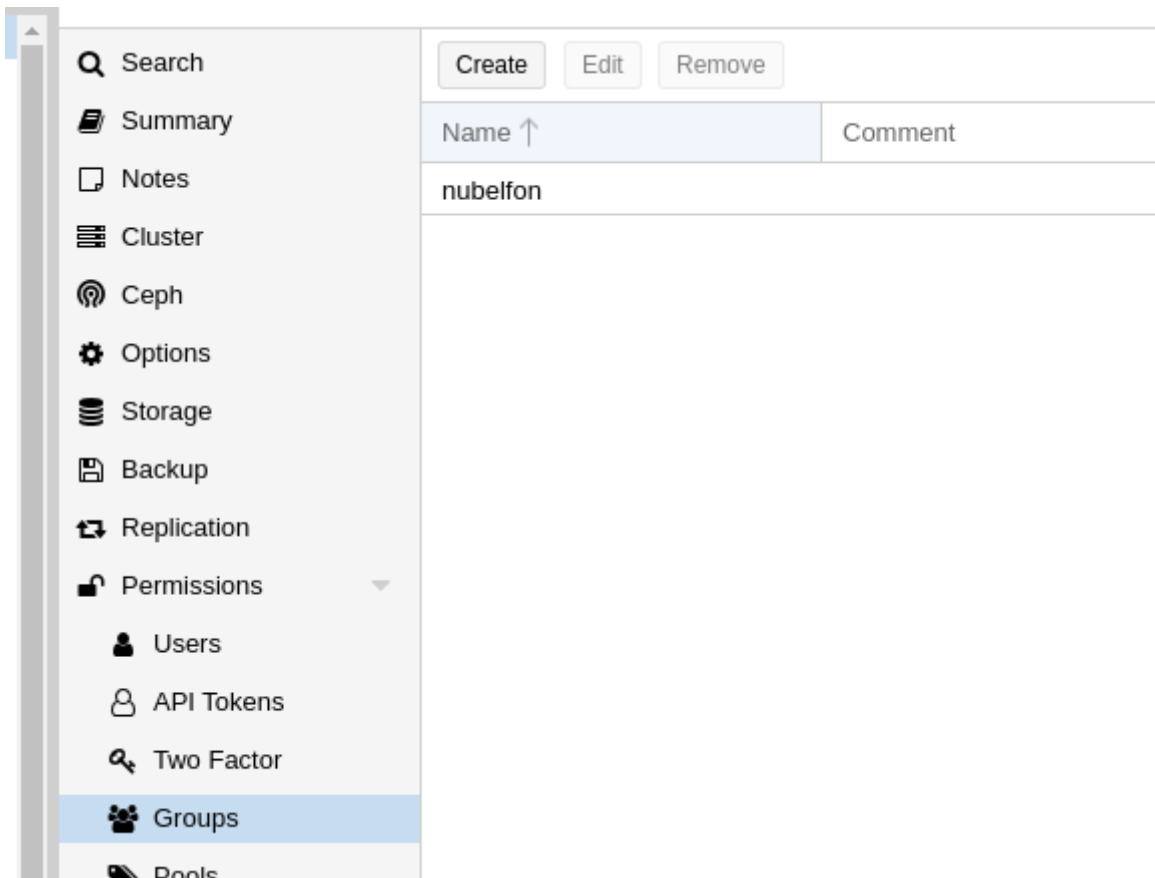 Search
Summary
Notes
Cluster
Ceph
Options
Storage
Backup
Replication
Permissions
Users
API Tokens
Two Factor
Groups
Pools
Create Edit Remove
Name Comment
nubelfon